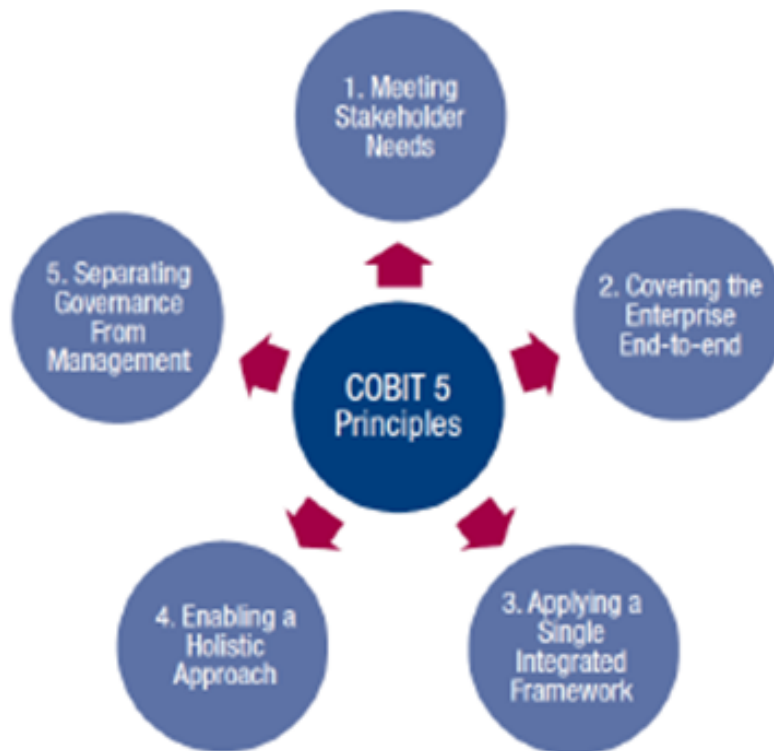 1. Meeting
Stakeholder
Needs
2. Covering the
Enterprise
End-to-end
3. Applying a
Single
Integrated
Framework
4. Enabling a
Holistic
Approach
5. Separating
Governance
From
Management
COBIT 5
Principles